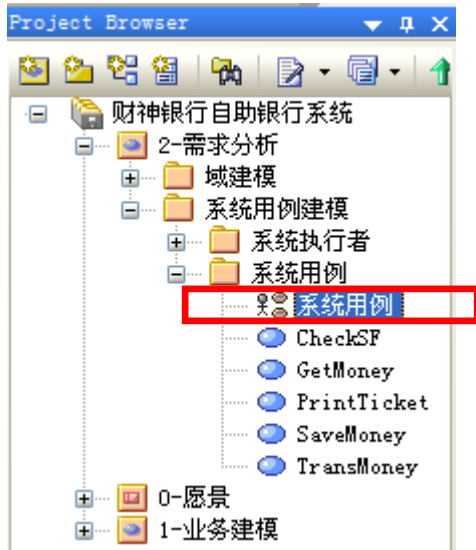 Project Browser
财神银行自助银行系统
2-需求分析
域建模
系统用例建模
系统执行者
系统用例
系统用例
CheckSF
GetMoney
PrintTicket
SaveMoney
TransMoney
0-愿景
1-业务建模